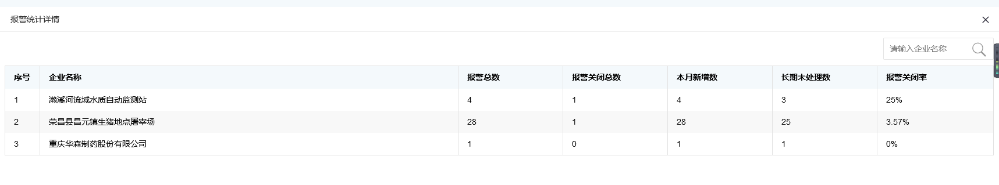 报警统计详情
请输入企业名称
序号 企业名称 报警总数 报警关闭总数 本月新增数 长期未处理数 报警关闭率
1 濑溪河流域水质自动监测站 4 1 4 3 25%
2 荣昌县昌元镇生猪地点屠宰场 28 1 28 25 3.57%
3 重庆华森制药股份有限公司 1 0 1 1 0%